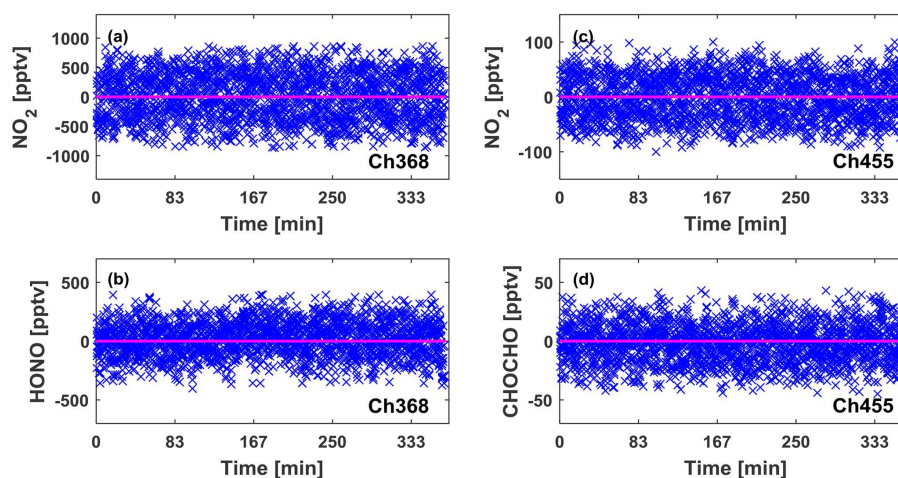 (a)
NO2 [pptv]
1000
500
0
-500
-1000
Ch368
0 83 167 250 333
Time [min]
(c)
NO2 [pptv]
100
0
-100
Ch455
0 83 167 250 333
Time [min]
(b)
HONO [pptv]
500
0
-500
Ch368
0 83 167 250 333
Time [min]
(d)
CHOCHO [pptv]
50
0
-50
Ch455
0 83 167 250 333
Time [min]